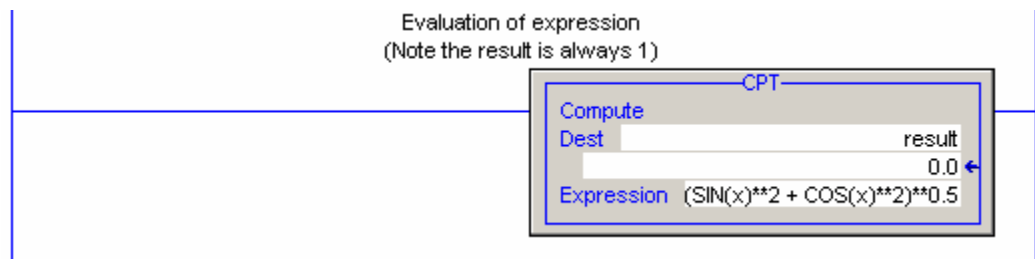 Evaluation of expression
(Note the result is always 1)
CPT
Compute
Dest result
0.0
Expression (SIN(x)**2 + COS(x)**2)**0.5